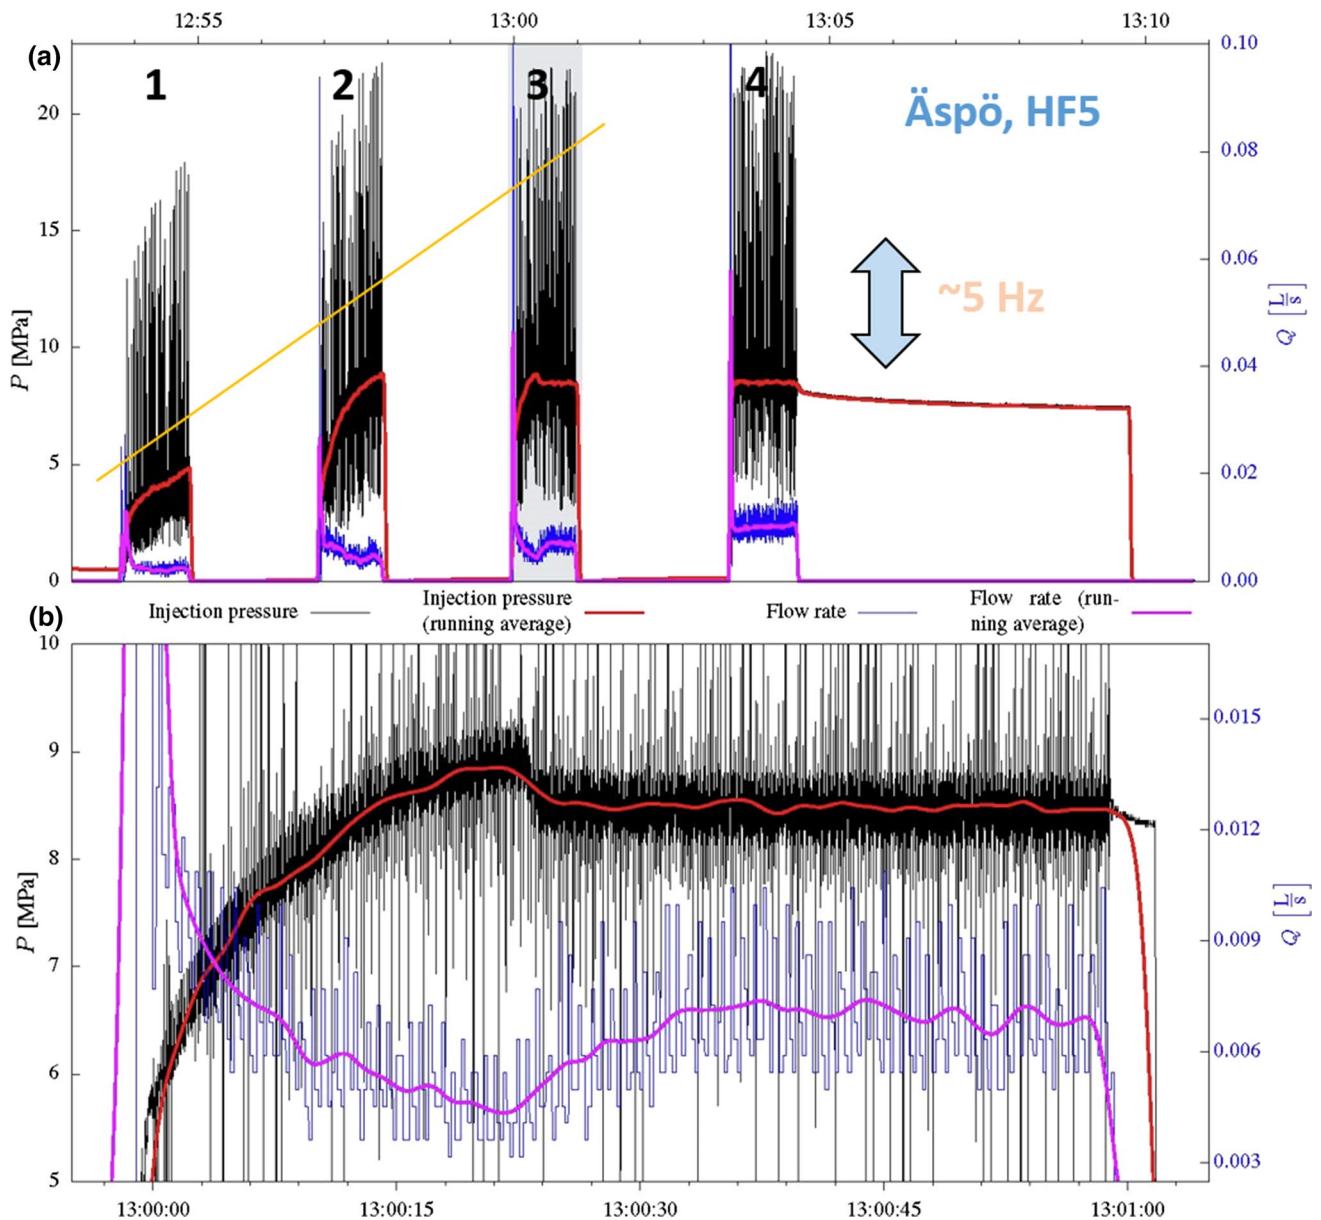 12:55 13:00 13:05 13:10
(a) 1 2 3 4 0.10
Äspö, HF5
20
0.08
15
0.06
~5 Hz
P [MPa]
Q [L/s]
10
0.04
5
0.02
0 0.00
Injection pressure
Injection pressure
(running average)
Flow rate
Flow rate (run-
ning average)
(b)
10
0.015
9
0.012
8
P [MPa]
Q [L/s]
0.009
7
0.006
6
0.003
5
13:00:00 13:00:15 13:00:30 13:00:45 13:01:00